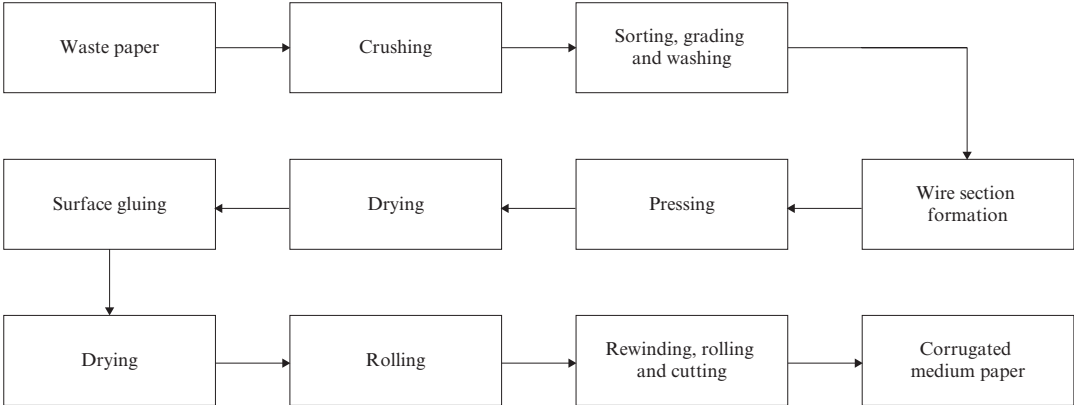 Waste paper
Crushing
Sorting, grading
and washing
Wire section
formation
Pressing
Drying
Surface gluing
Drying
Rolling
Rewinding, rolling
and cutting
Corrugated
medium paper